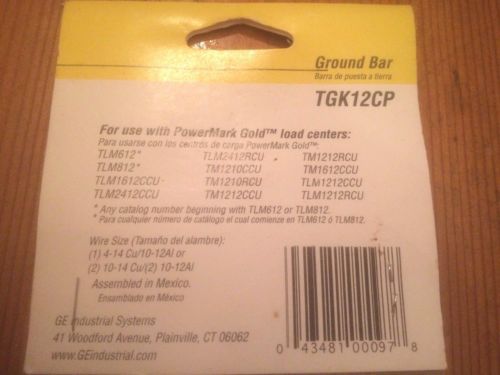 Ground Bar
Barra de puesta a tierra
TGK12CP
For use with PowerMark Gold™ load centers:
Para usarse con los centros de carga PowerMark Gold™:
TLM612* TLM2412RCU TM1212RCU
TLM812* TM1210CCU TM1612CCU
TLM1612CCU TM1210RCU TLM1212CCU
TLM2412CCU TM1212CCU TLM1212RCU
* Any catalog number beginning with TLM612 or TLM812.
* Para cualquier número de catálogo el cual comienze en TLM612 ó TLM812.
Wire Size (Tamaño del alambre):
(1) 4-14 Cu/10-12Al or
(2) 10-14 Cu/(2) 10-12Al
Assembled in Mexico.
Ensamblado en México
GE Industrial Systems
41 Woodford Avenue, Plainville, CT 06062
www.GEindustrial.com
0 43481 00097 8